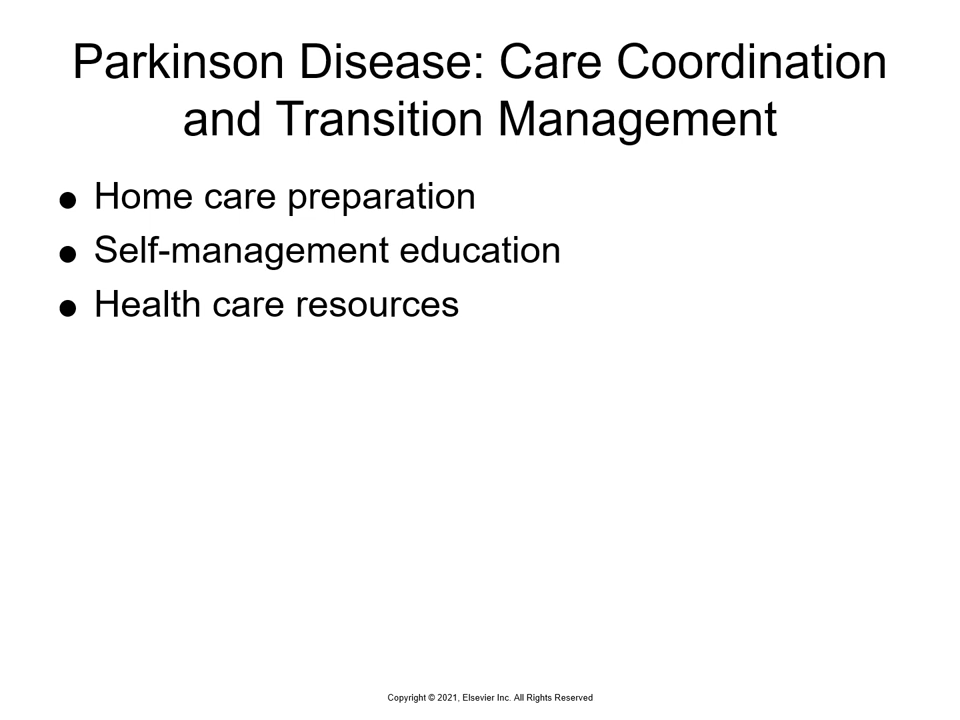 Parkinson Disease: Care Coordination
and Transition Management
● Home care preparation
● Self-management education
● Health care resources
Copyright © 2021, Elsevier Inc. All Rights Reserved